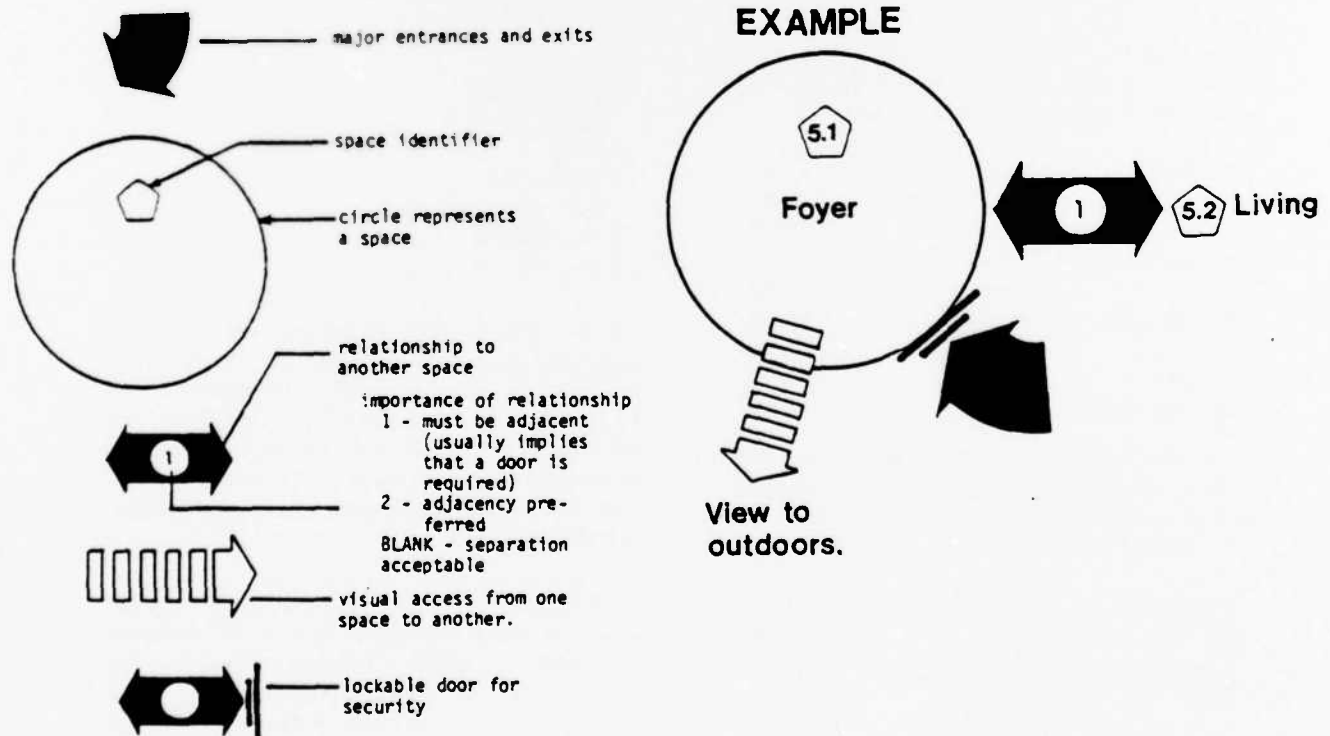 major entrances and exits
space identifier
circle represents
a space
relationship to
another space
importance of relationship
1 - must be adjacent
(usually implies
that a door is
required)
2 - adjacency pre-
ferred
BLANK - separation
acceptable
1
visual access from one
space to another.
lockable door for
security
EXAMPLE
5.1
Foyer
1
5.2 Living
View to
outdoors.